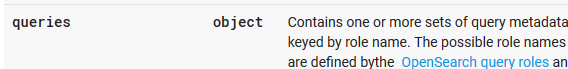 queries object Contains one or more sets of query metadata
keyed by role name. The possible role names
are defined bythe OpenSearch query roles an